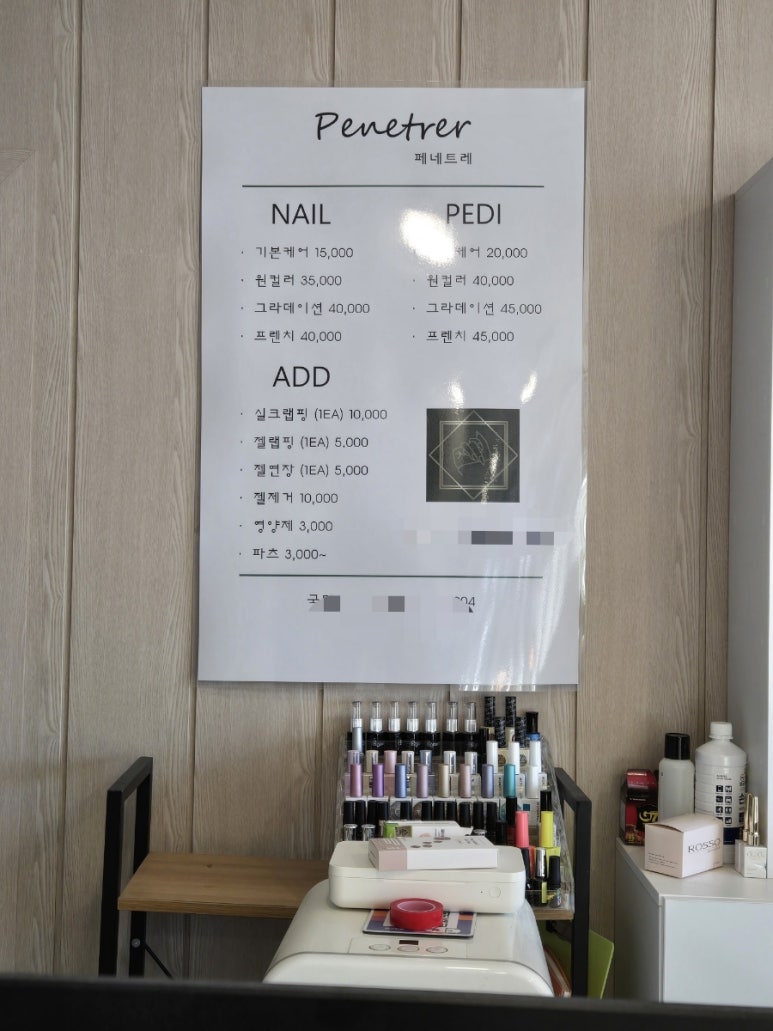 Penetrer
페네트레
NAIL
· 기본케어 15,000
· 원컬러 35,000
· 그라데이션 40,000
· 프렌치 40,000
PEDI
케어 20,000
· 원컬러 40,000
· 그라데이션 45,000
· 프렌치 45,000
ADD
· 실크랩핑 (1EA) 10,000
· 젤랩핑 (1EA) 5,000
· 젤연장 (1EA) 5,000
· 젤제거 10,000
· 영양제 3,000
· 파츠 3,000~
ROSSO